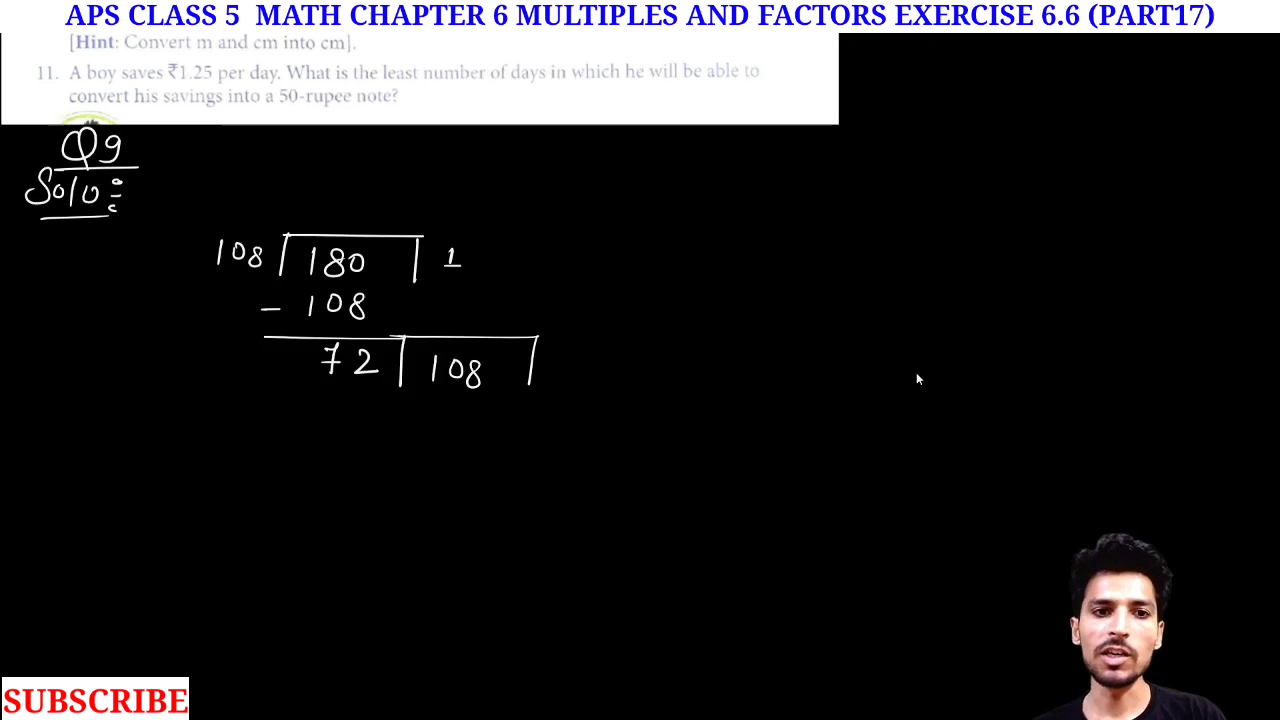 APS CLASS 5 MATH CHAPTER 6 MULTIPLES AND FACTORS EXERCISE 6.6 (PART17)
[Hint: Convert m and cm into cm].
11. A boy saves ₹1.25 per day. What is the least number of days in which he will be able to
convert his savings into a 50-rupee note?
Q9
Solo :-
108 180 1
- 108
72 108
SUBSCRIBE